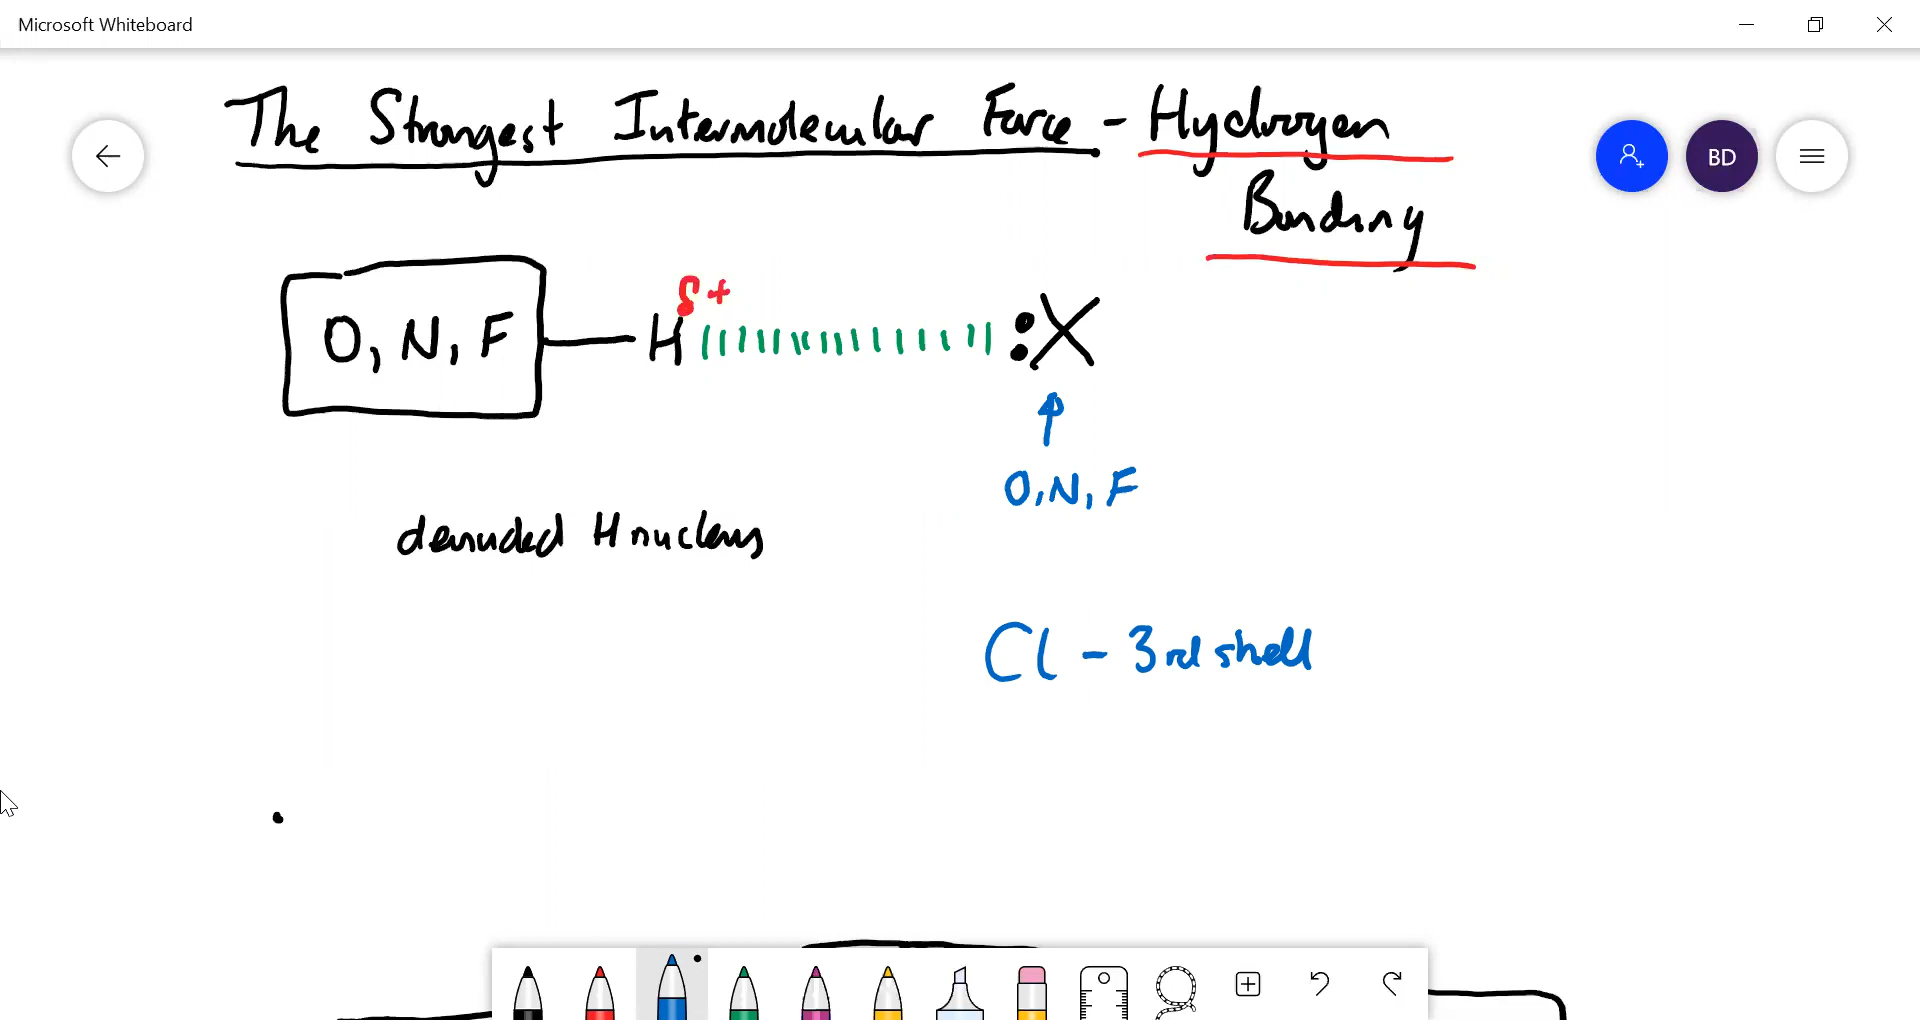 Microsoft Whiteboard
The Strongest Intermolecular Force - Hydrogen
Bonding
BD
O, N, F — H δ+ :X
O, N, F
denuded H nucleus
Cl - 3rd shell